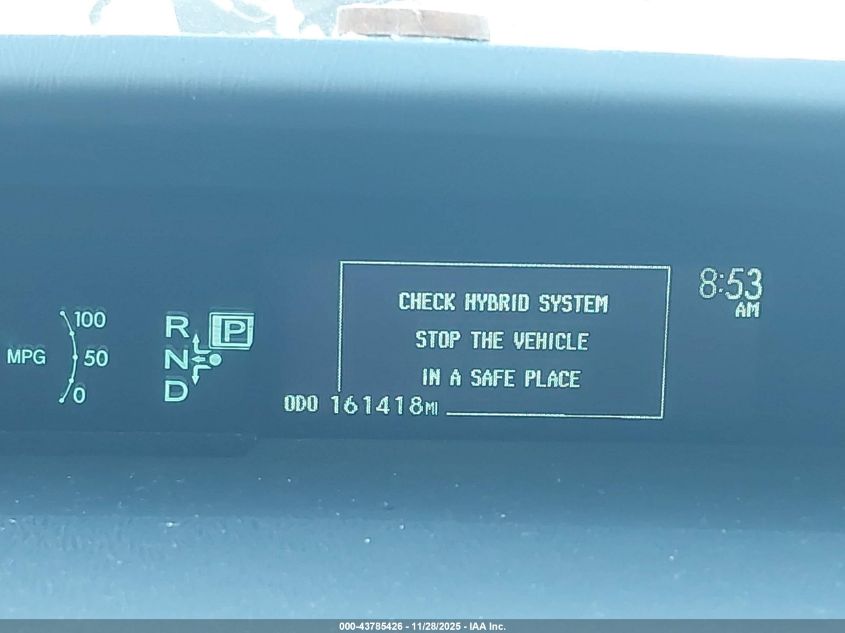 8:53
AM
CHECK HYBRID SYSTEM
STOP THE VEHICLE
IN A SAFE PLACE
ODO 161418MI
MPG
100
50
0
R
P
N
D
000-43785426 - 11/28/2025 - IAA Inc.